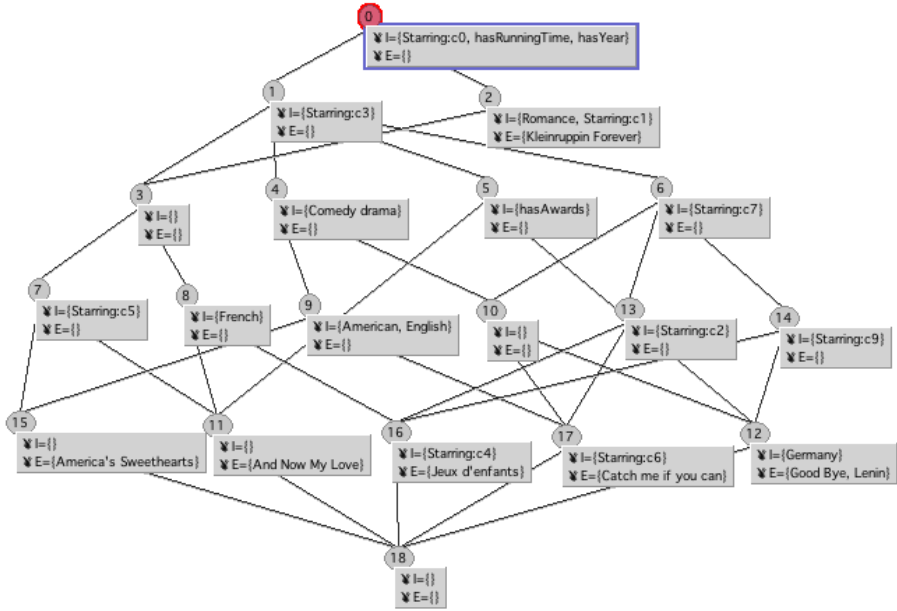 0
I={Starring:c0, hasRunningTime, hasYear}
E={}
1
I={Starring:c3}
E={}
2
I={Romance, Starring:c1}
E={Kleinruppin Forever}
3
I={}
E={}
4
I={Comedy drama}
E={}
5
I={hasAwards}
E={}
6
I={Starring:c7}
E={}
7
I={Starring:c5}
E={}
8
I={French}
E={}
9
I={American, English}
E={}
10
I={}
E={}
13
I={Starring:c2}
E={}
14
I={Starring:c9}
E={}
15
I={}
E={America's Sweethearts}
11
I={}
E={And Now My Love}
16
I={Starring:c4}
E={Jeux d'enfants}
17
I={Starring:c6}
E={Catch me if you can}
12
I={Germany}
E={Good Bye, Lenin}
18
I={}
E={}